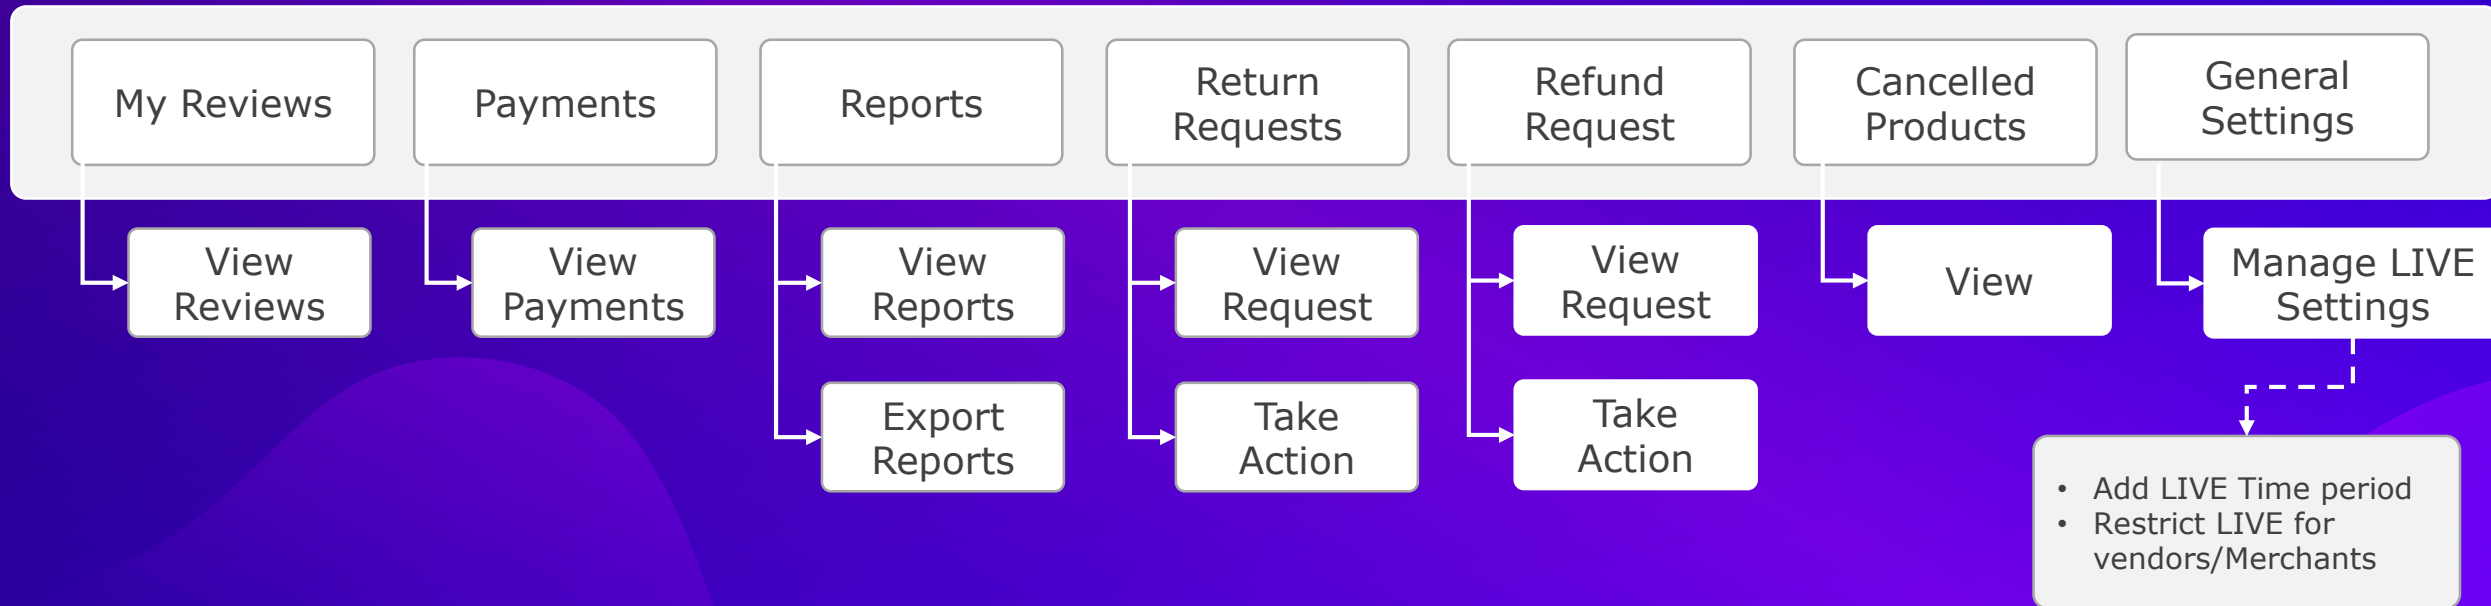 My Reviews
Payments
Reports
Return
Requests
Refund
Request
Cancelled
Products
General
Settings
View
Reviews
View
Payments
View
Reports
View
Request
View
Request
View
Manage LIVE
Settings
Export
Reports
Take
Action
Take
Action
• Add LIVE Time period
• Restrict LIVE for
vendors/Merchants